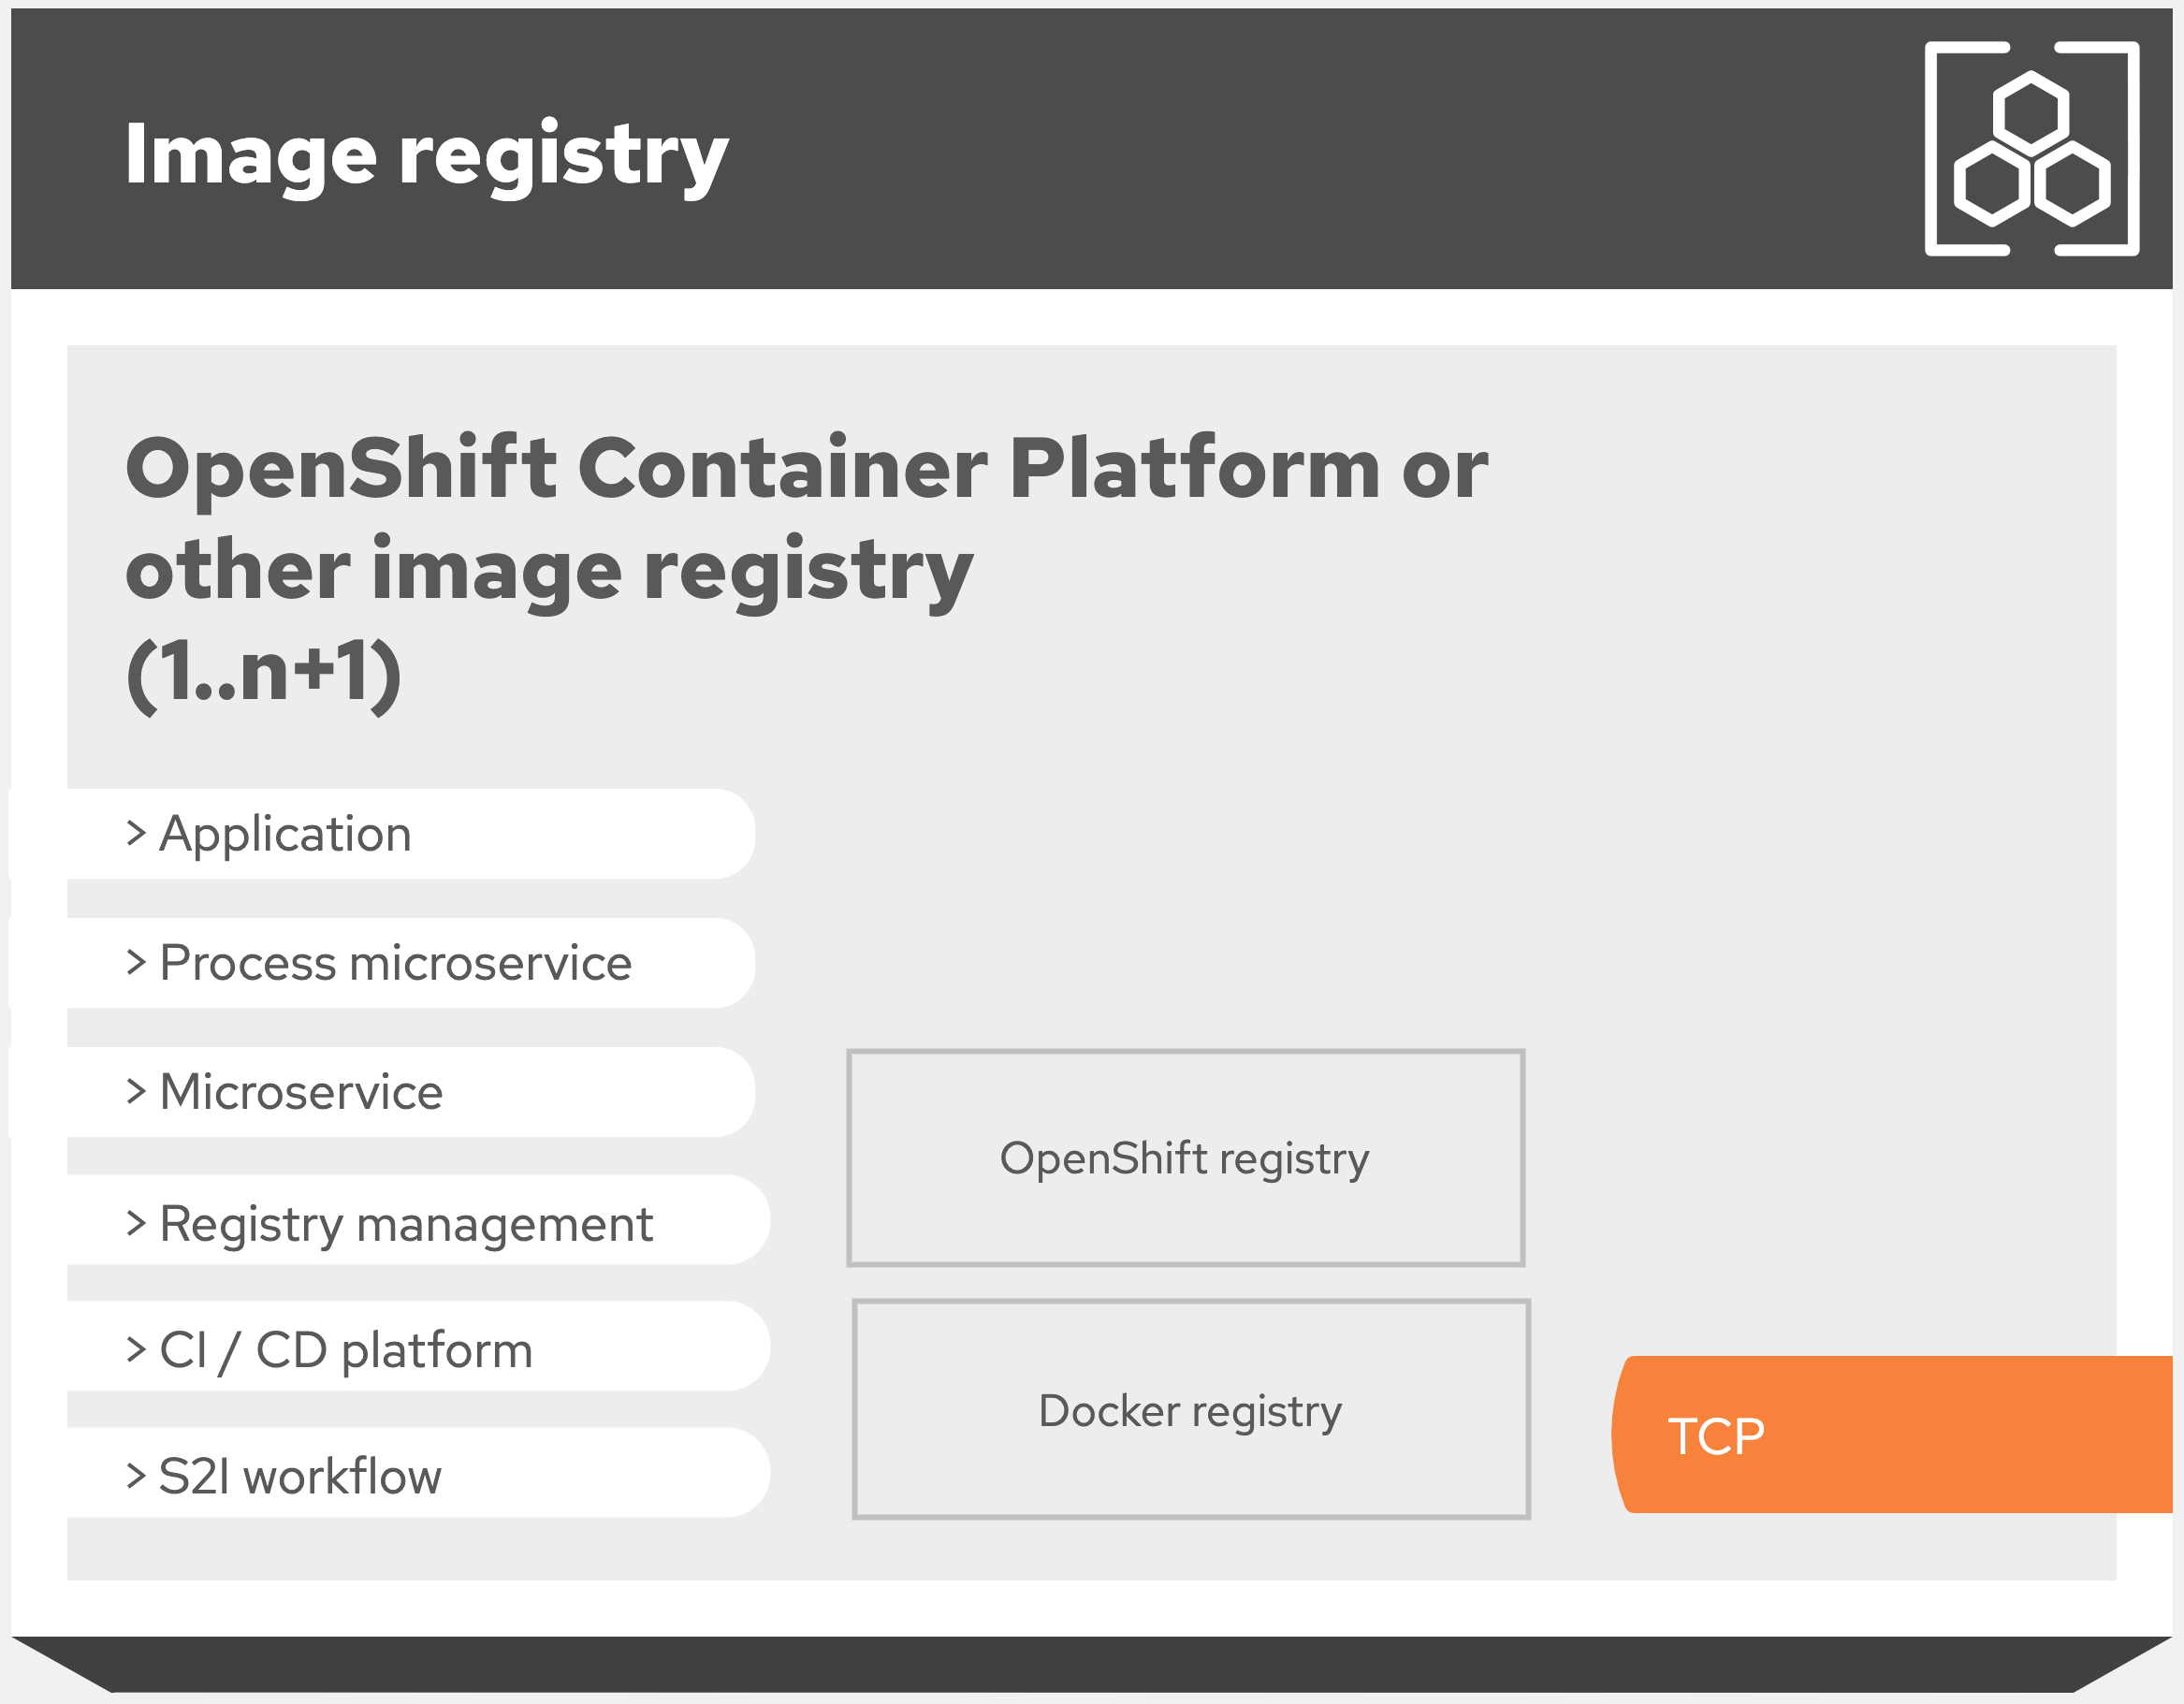 Image registry
OpenShift Container Platform or
other image registry
(1..n+1)
> Application
> Process microservice
> Microservice
> Registry management
> CI / CD platform
> S2I workflow
OpenShift registry
Docker registry
TCP